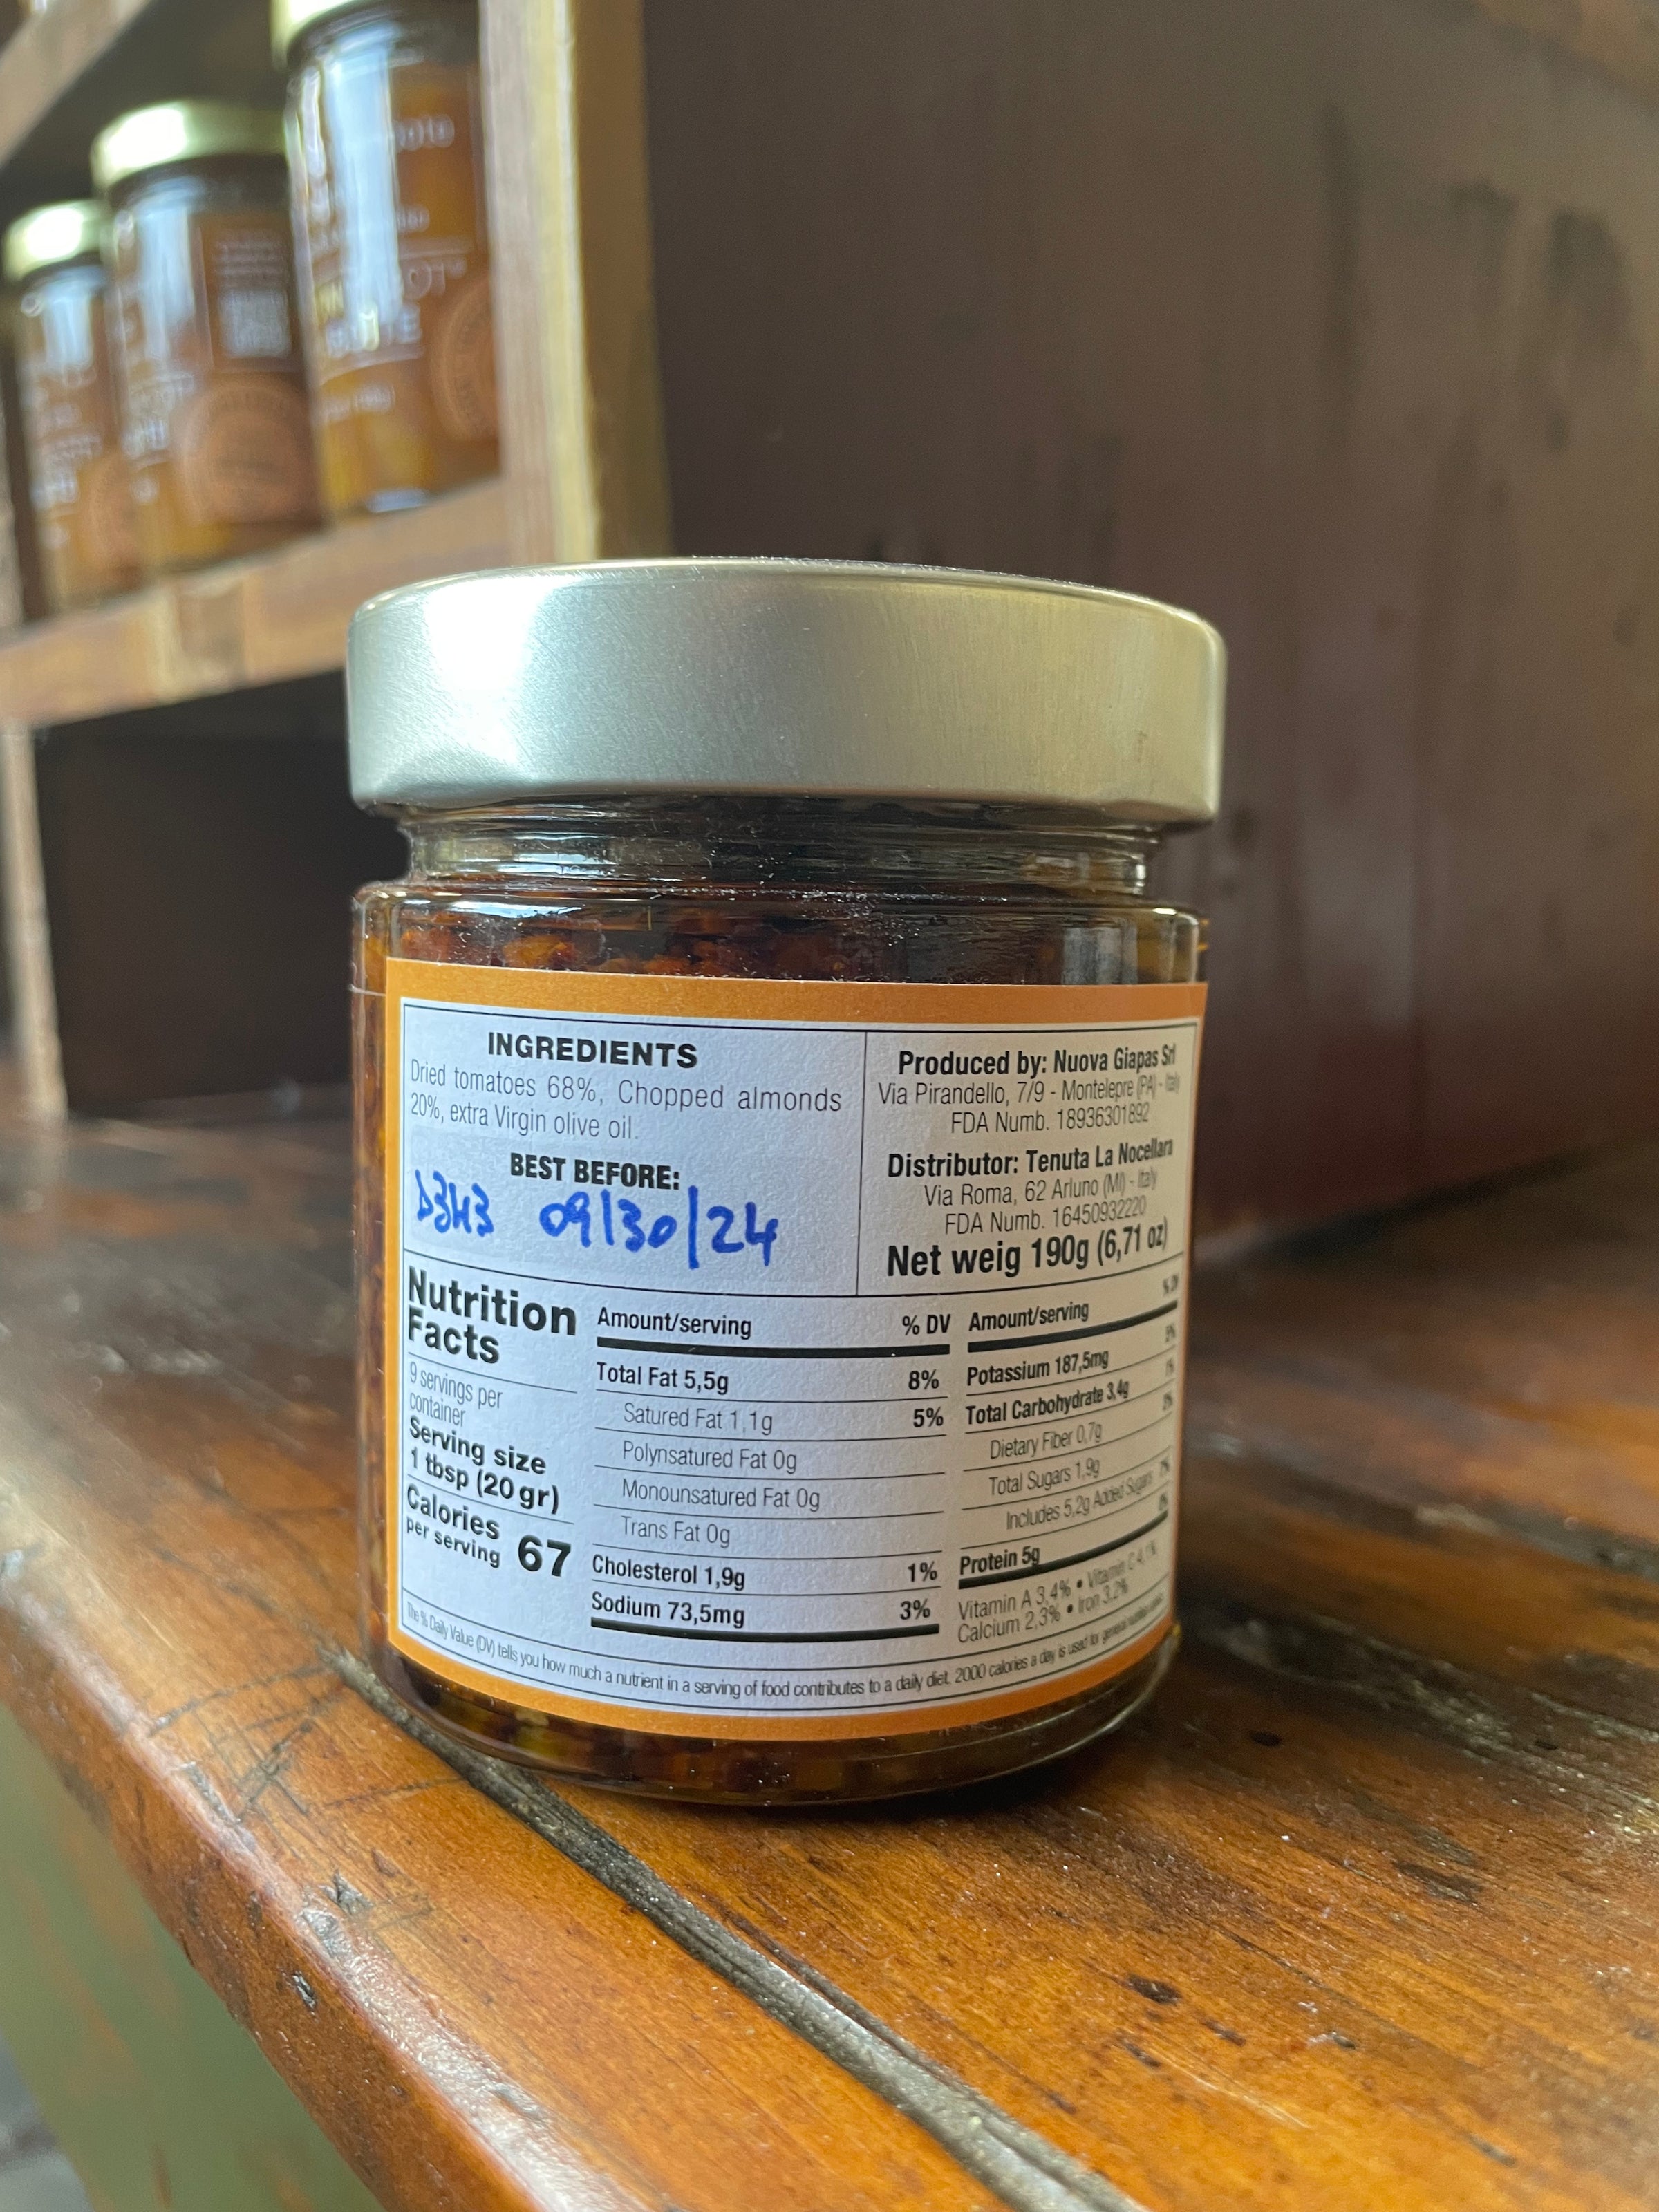 INGREDIENTS
Dried tomatoes 68%, Chopped almonds
20%, extra Virgin olive oil.
BEST BEFORE:
D3H3 09/30/24
Produced by: Nuova Giapas Srl
Via Pirandello, 7/9 - Montelepre (PA) - Italy
FDA Numb. 18936301892
Distributor: Tenuta La Nocellara
Via Roma, 62 Arluno (MI) - Italy
FDA Numb. 16450932220
Net weig 190g (6,71 oz)
Nutrition
Facts
9 servings per
container
Serving size
1 tbsp (20 gr)
Calories
per serving 67
Amount/serving % DV
Total Fat 5,5g 8%
Satured Fat 1,1g 5%
Polynsatured Fat 0g
Monounsatured Fat 0g
Trans Fat 0g
Cholesterol 1,9g 1%
Sodium 73,5mg 3%
Amount/serving % DV
Potassium 187,5mg
Total Carbohydrate 3,4g
Dietary Fiber 0,7g
Total Sugars 1,9g
Includes 5,2g Added Sugars
Protein 5g
Vitamin A 3,4% • Vitamin C 4,1%
Calcium 2,3% • Iron 3,2%
The % Daily Value (DV) tells you how much a nutrient in a serving of food contributes to a daily diet. 2000 calories a day is used for general nutrition